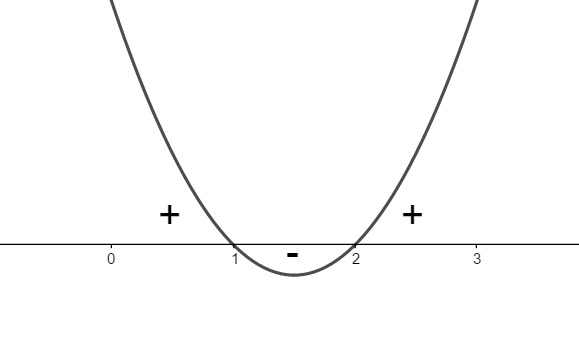 + +
-
0 1 2 3